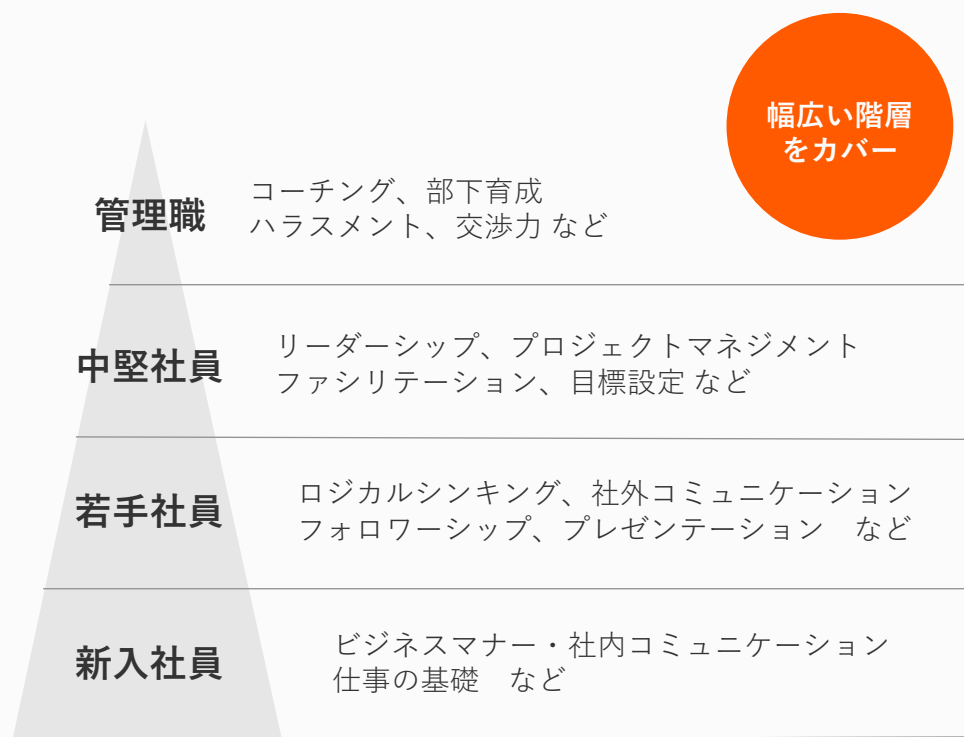 幅広い階層
をカバー
管理職
コーチング、部下育成
ハラスメント、交渉力 など
中堅社員
リーダーシップ、プロジェクトマネジメント
ファシリテーション、目標設定 など
若手社員
ロジカルシンキング、社外コミュニケーション
フォロワーシップ、プレゼンテーション　など
新入社員
ビジネスマナー・社内コミュニケーション
仕事の基礎　など